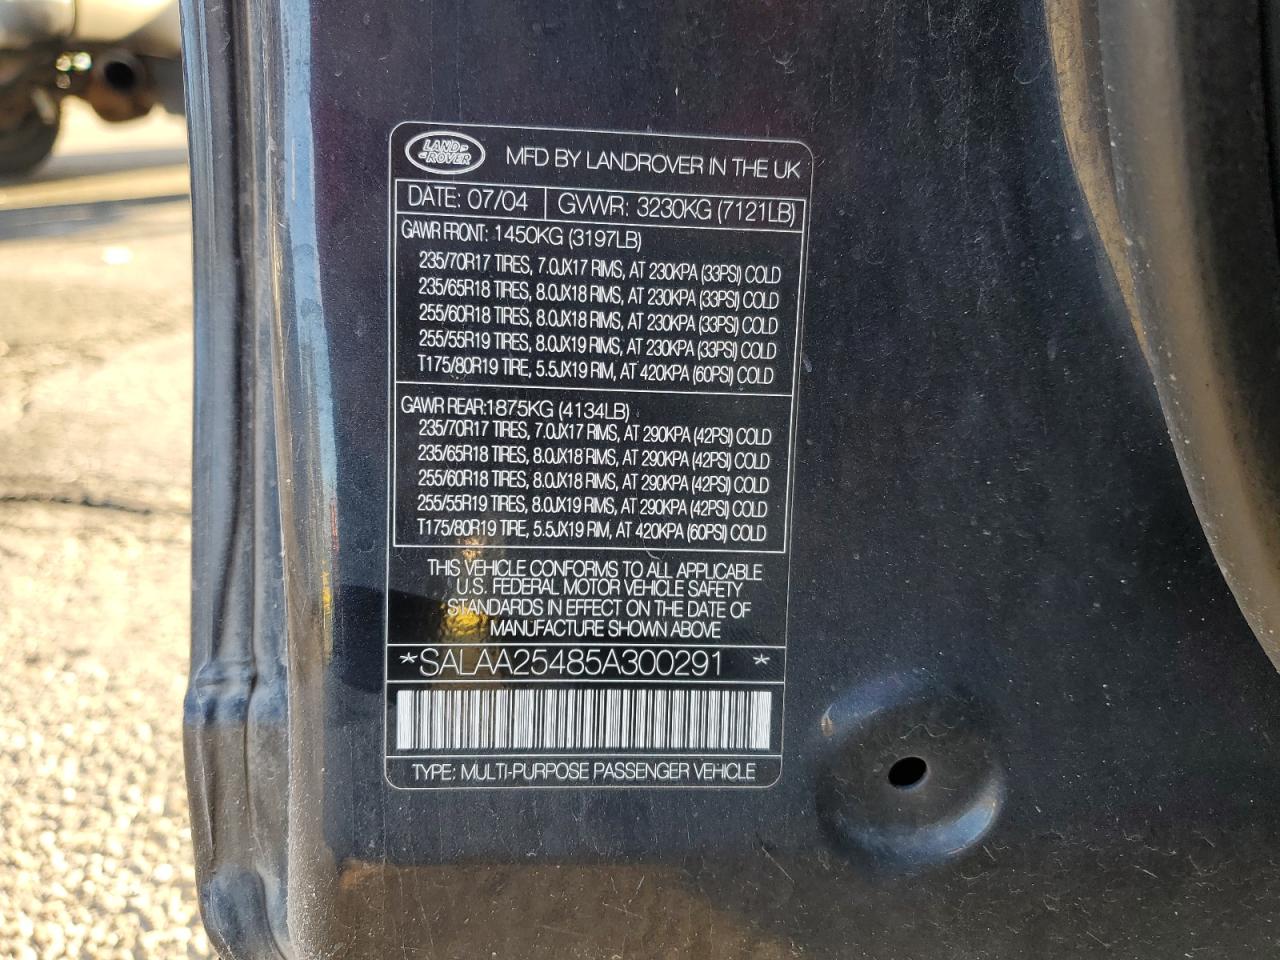 LAND ROVER MFD BY LANDROVER IN THE UK
DATE: 07/04 GVWR: 3230KG (7121LB)
GAWR FRONT: 1450KG (3197LB)
235/70R17 TIRES, 7.0JX17 RIMS, AT 230KPA (33PSI) COLD
235/65R18 TIRES, 8.0JX18 RIMS, AT 230KPA (33PSI) COLD
255/60R18 TIRES, 8.0JX18 RIMS, AT 230KPA (33PSI) COLD
255/55R19 TIRES, 8.0JX19 RIMS, AT 230KPA (33PSI) COLD
T175/80R19 TIRE, 5.5JX19 RIM, AT 420KPA (60PSI) COLD
GAWR REAR:1875KG (4134LB)
235/70R17 TIRES, 7.0JX17 RIMS, AT 290KPA (42PSI) COLD
235/65R18 TIRES, 8.0JX18 RIMS, AT 290KPA (42PSI) COLD
255/60R18 TIRES, 8.0JX18 RIMS, AT 290KPA (42PSI) COLD
255/55R19 TIRES, 8.0JX19 RIMS, AT 290KPA (42PSI) COLD
T175/80R19 TIRE, 5.5JX19 RIM, AT 420KPA (60PSI) COLD
THIS VEHICLE CONFORMS TO ALL APPLICABLE
U.S. FEDERAL MOTOR VEHICLE SAFETY
STANDARDS IN EFFECT ON THE DATE OF
MANUFACTURE SHOWN ABOVE
*SALAA25485A300291 *
TYPE: MULTI-PURPOSE PASSENGER VEHICLE